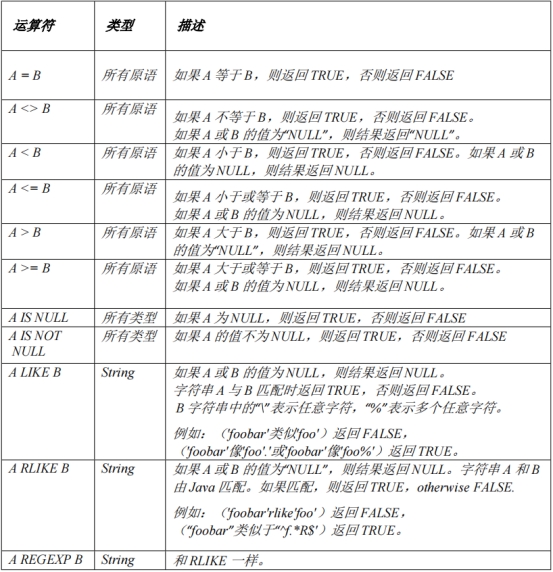 运算符 类型 描述
A = B 所有原语 如果 A 等于 B，则返回 TRUE，否则返回 FALSE
A <> B 所有原语 如果 A 不等于 B，则返回 TRUE，否则返回 FALSE。
如果 A 或 B 的值为“NULL”，则结果返回“NULL”。
A < B 所有原语 如果 A 小于 B，则返回 TRUE，否则返回 FALSE。如果 A 或 B
的值为 NULL，则结果返回 NULL。
A <= B 所有原语 如果 A 小于或等于 B，则返回 TRUE，否则返回 FALSE。
如果 A 或 B 的值为 NULL，则结果返回 NULL。
A > B 所有原语 如果 A 大于 B，则返回 TRUE，否则返回 FALSE。如果 A 或 B
的值为“NULL”，则结果返回 NULL。
A >= B 所有原语 如果 A 大于或等于 B，则返回 TRUE，否则返回 FALSE。
如果 A 或 B 的值为 NULL，则结果返回 NULL。
A IS NULL 所有类型 如果 A 为 NULL，则返回 TRUE，否则返回 FALSE
A IS NOT 所有类型 如果 A 的值不为 NULL，则返回 TRUE，否则返回 FALSE
NULL
A LIKE B String 如果 A 或 B 的值为 NULL，则结果返回 NULL。
字符串 A 与 B 匹配时返回 TRUE，否则返回 FALSE。
B 字符串中的“\”表示任意字符，“%”表示多个任意字符。
例如：（'foobar'类似'foo'）返回 FALSE，
（'foobar'像'foo'.'或'foobar'像'foo%'）返回 TRUE。
A RLIKE B String 如果 A 或 B 的值为“NULL”，则结果返回 NULL。字符串 A 和 B
由 Java 匹配。如果匹配，则返回 TRUE，otherwise FALSE.
例如：（'foobar'rlike'foo'）返回 FALSE，
（“foobar”类似于“^f.*R$'）返回 TRUE。
A REGEXP B String 和 RLIKE 一样。